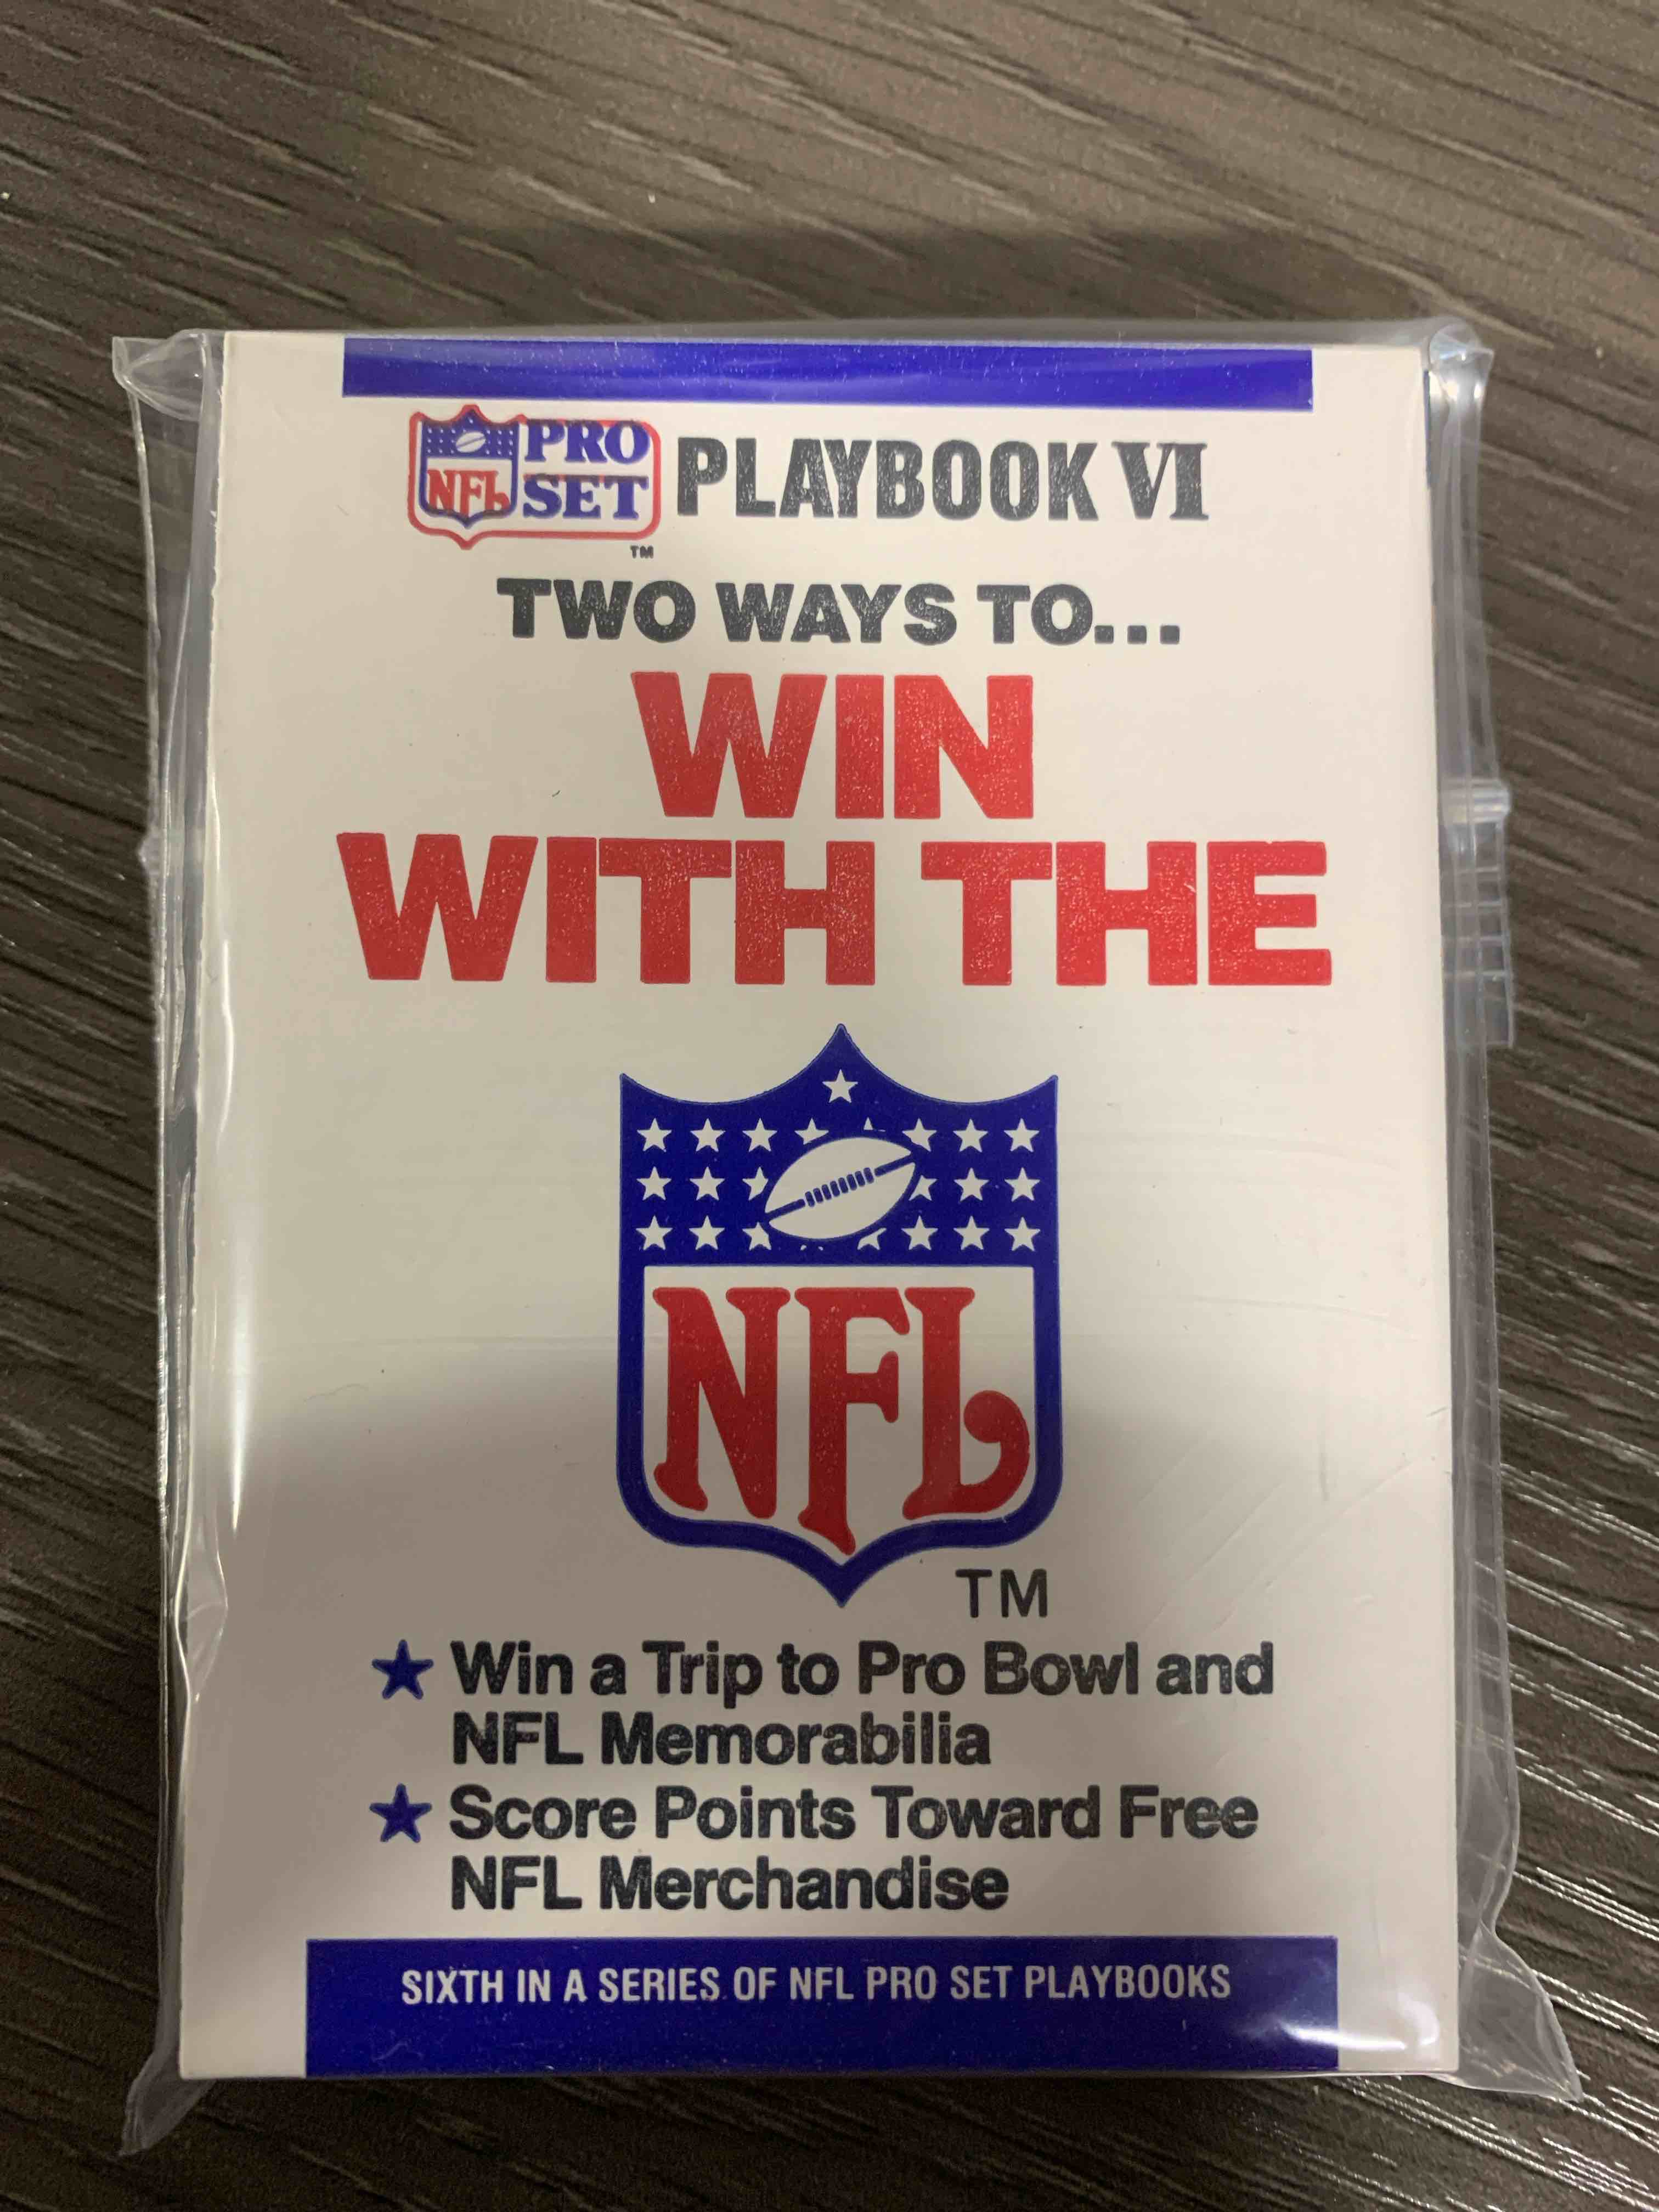 NFL PRO SET PLAYBOOK VI
TM
TWO WAYS TO...
WIN
WITH THE
NFL
TM
★ Win a Trip to Pro Bowl and
NFL Memorabilia
★ Score Points Toward Free
NFL Merchandise
SIXTH IN A SERIES OF NFL PRO SET PLAYBOOKS